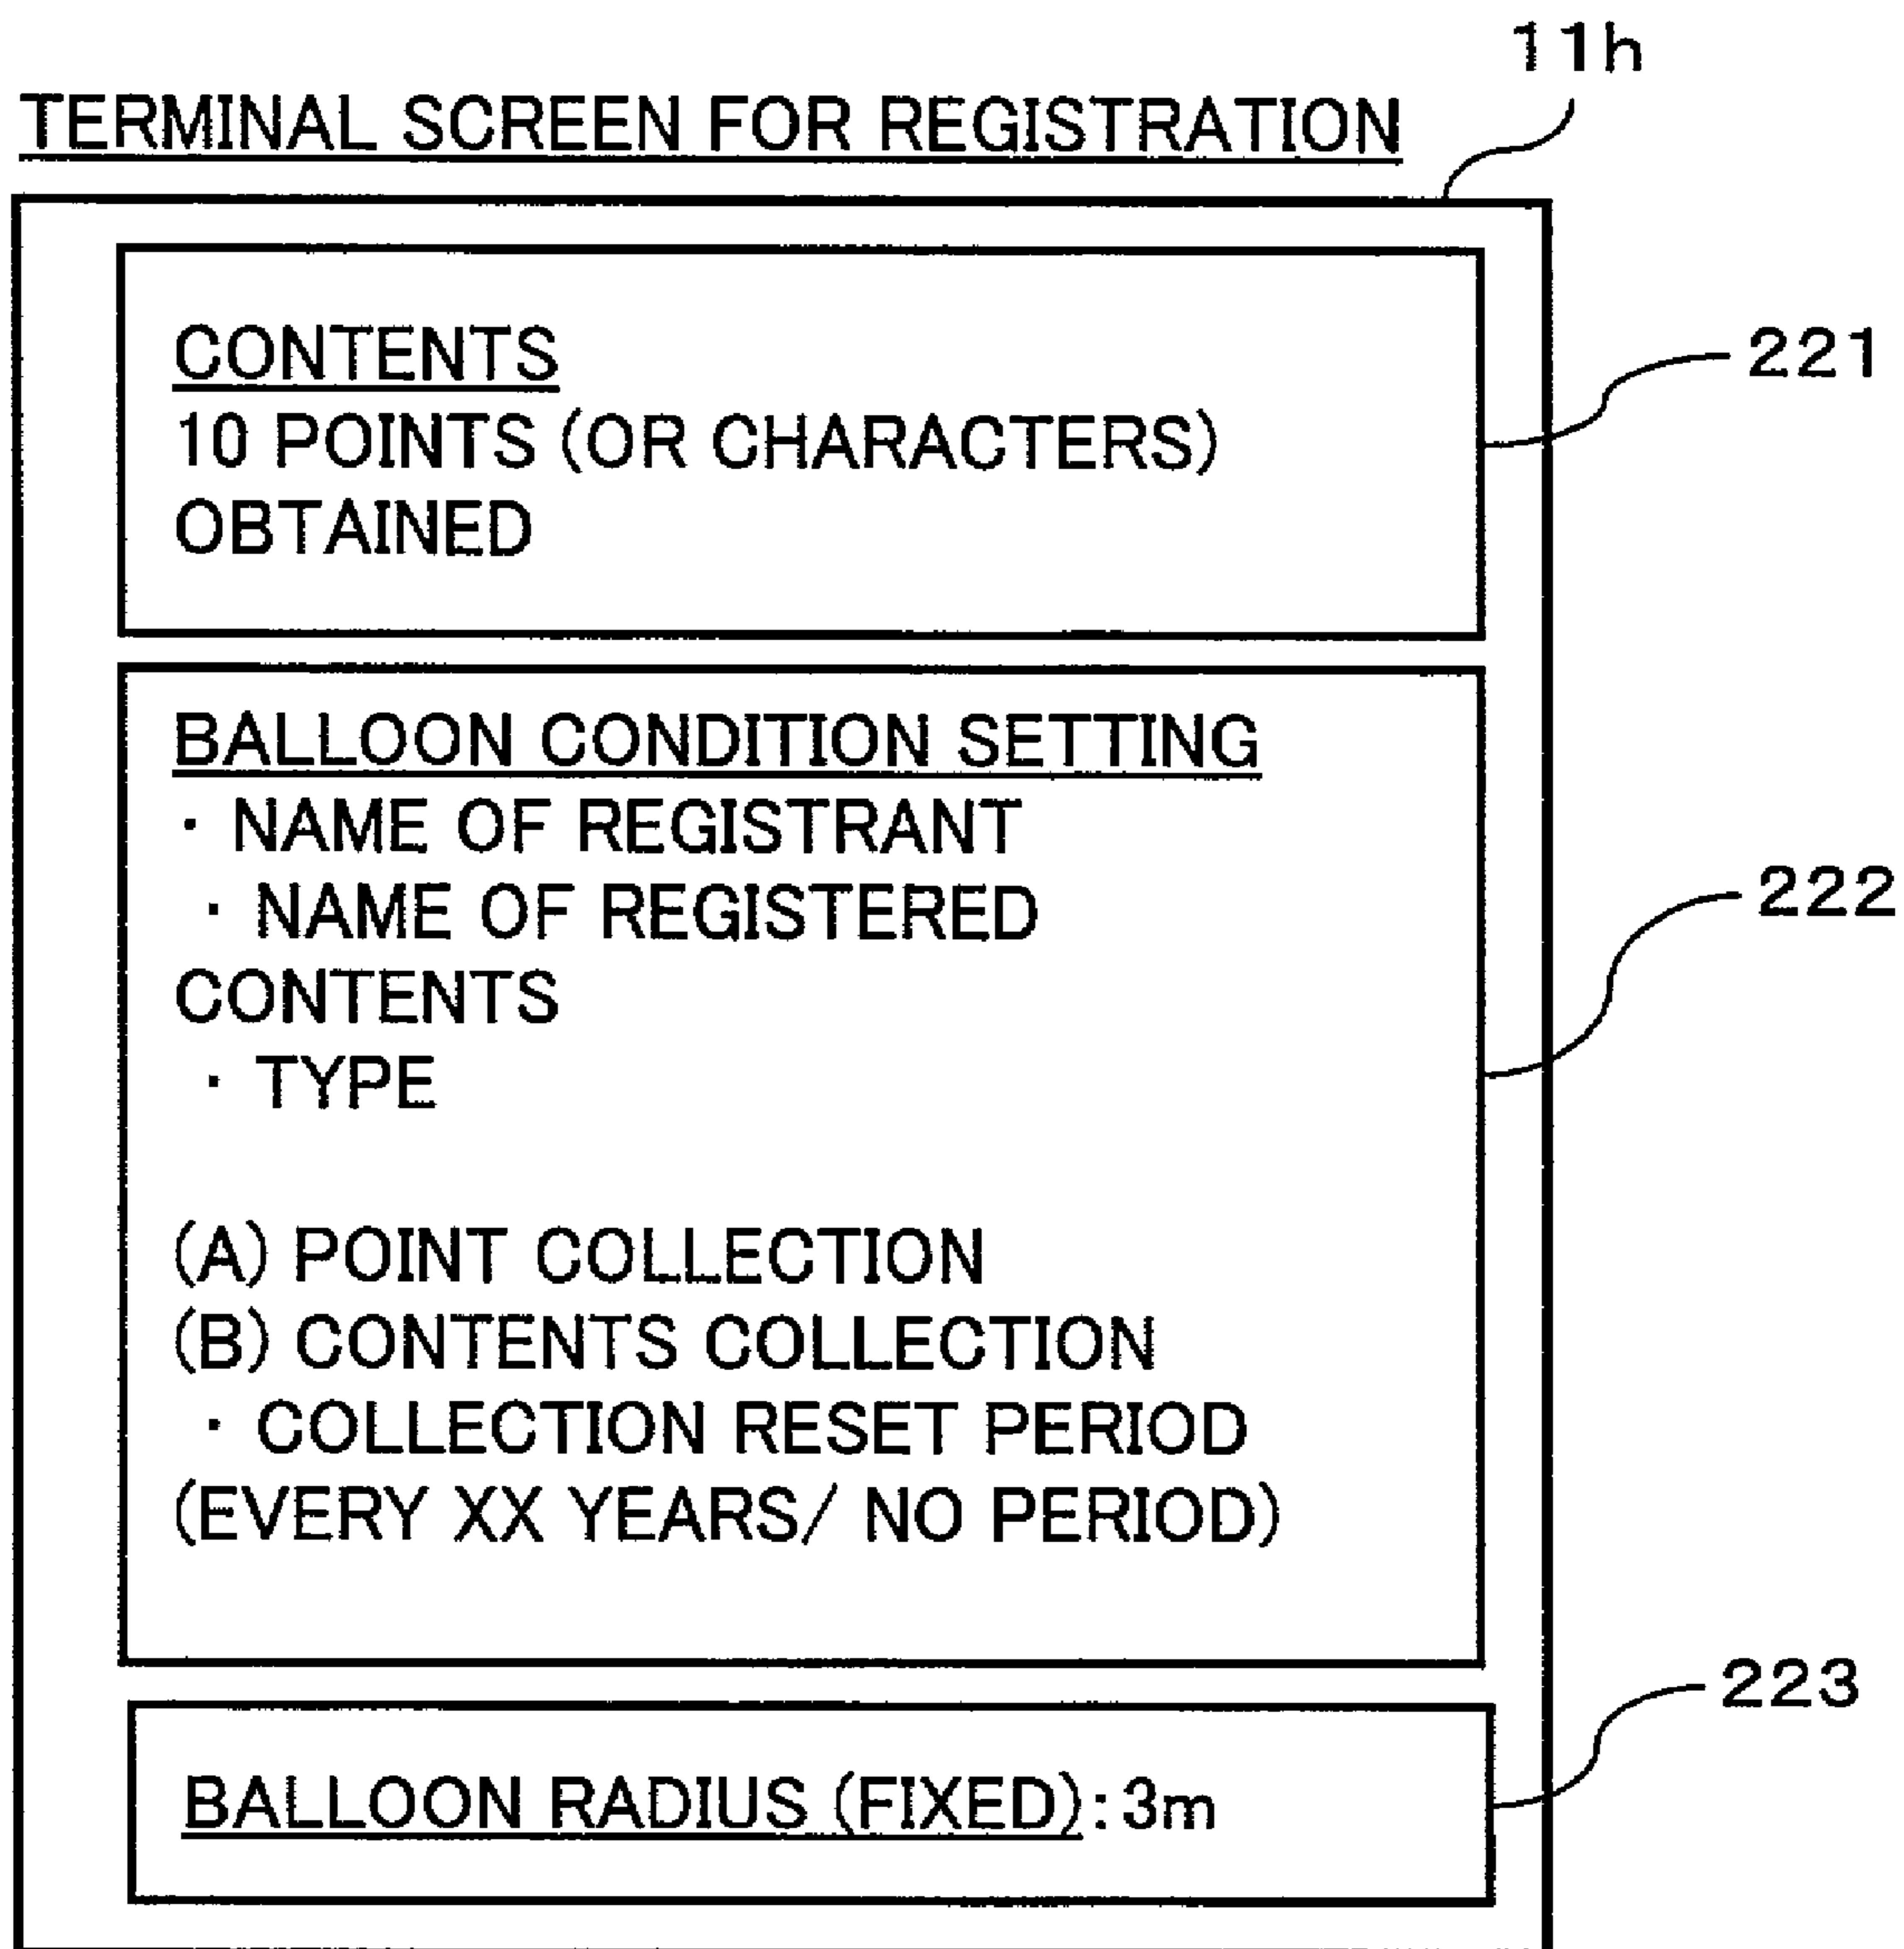 11h
TERMINAL SCREEN FOR REGISTRATION
CONTENTS
10 POINTS (OR CHARACTERS)
OBTAINED
221
BALLOON CONDITION SETTING
・NAME OF REGISTRANT
・NAME OF REGISTERED
CONTENTS
・TYPE
222
(A) POINT COLLECTION
(B) CONTENTS COLLECTION
・COLLECTION RESET PERIOD
(EVERY XX YEARS/ NO PERIOD)
223
BALLOON RADIUS (FIXED): 3m